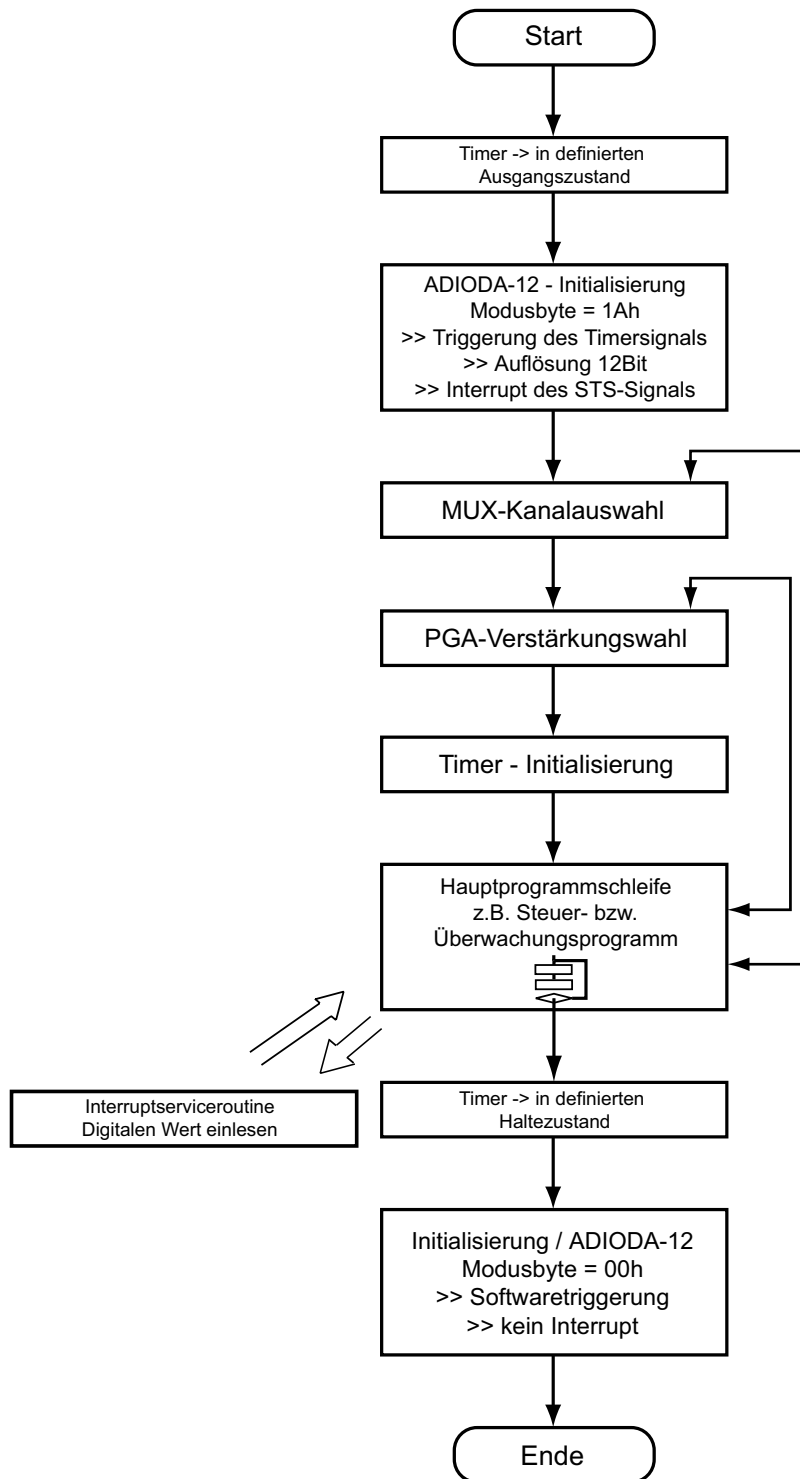 Start
Timer -> in definierten
Ausgangszustand
ADIODA-12 - Initialisierung
Modusbyte = 1Ah
>> Triggerung des Timersignals
>> Auflösung 12Bit
>> Interrupt des STS-Signals
MUX-Kanalauswahl
PGA-Verstärkungswahl
Timer - Initialisierung
Hauptprogrammschleife
z.B. Steuer- bzw.
Überwachungsprogramm
Interruptserviceroutine
Digitalen Wert einlesen
Timer -> in definierten
Haltezustand
Initialisierung / ADIODA-12
Modusbyte = 00h
>> Softwaretriggerung
>> kein Interrupt
Ende